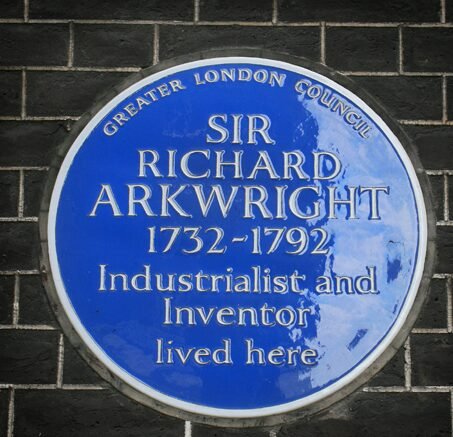 GREATER LONDON COUNCIL
SIR
RICHARD
ARKWRIGHT
1732-1792
Industrialist and
Inventor
lived here